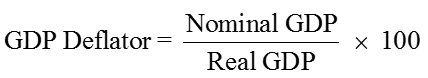 GDP Deflator = Nominal GDP / Real GDP × 100